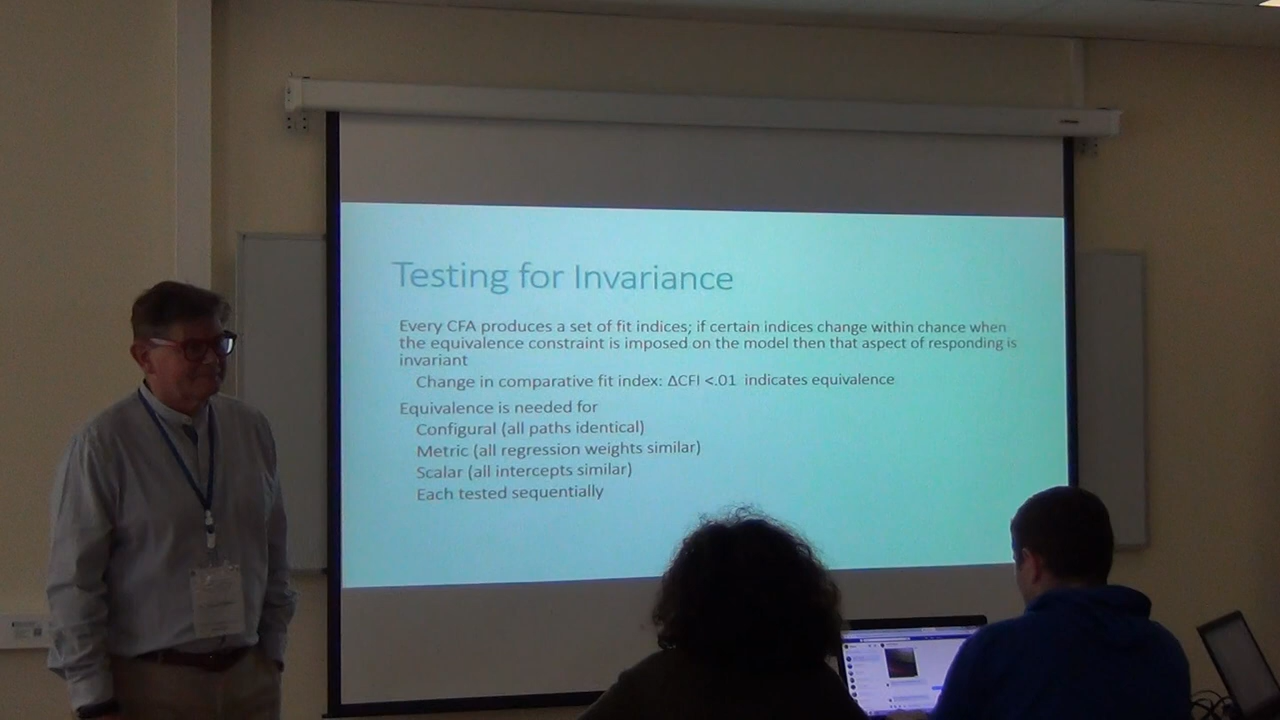 Testing for Invariance
Every CFA produces a set of fit indices; if certain indices change within chance when
the equivalence constraint is imposed on the model then that aspect of responding is
invariant
Change in comparative fit index: ΔCFI <.01 indicates equivalence
Equivalence is needed for
Configural (all paths identical)
Metric (all regression weights similar)
Scalar (all intercepts similar)
Each tested sequentially